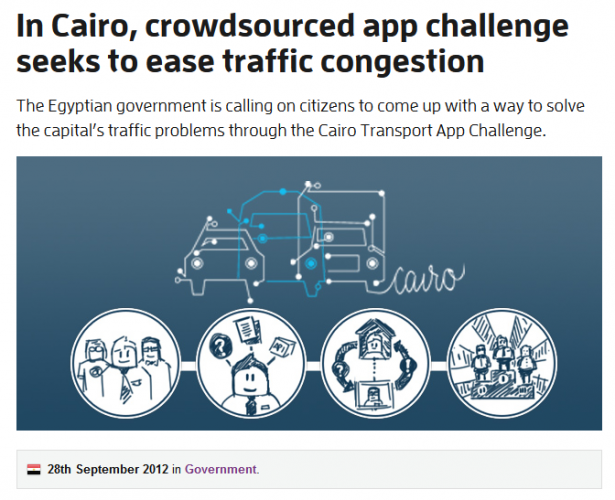 In Cairo, crowdsourced app challenge
seeks to ease traffic congestion
The Egyptian government is calling on citizens to come up with a way to solve
the capital's traffic problems through the Cairo Transport App Challenge.
cairo
?
?
!
28th September 2012 in Government.